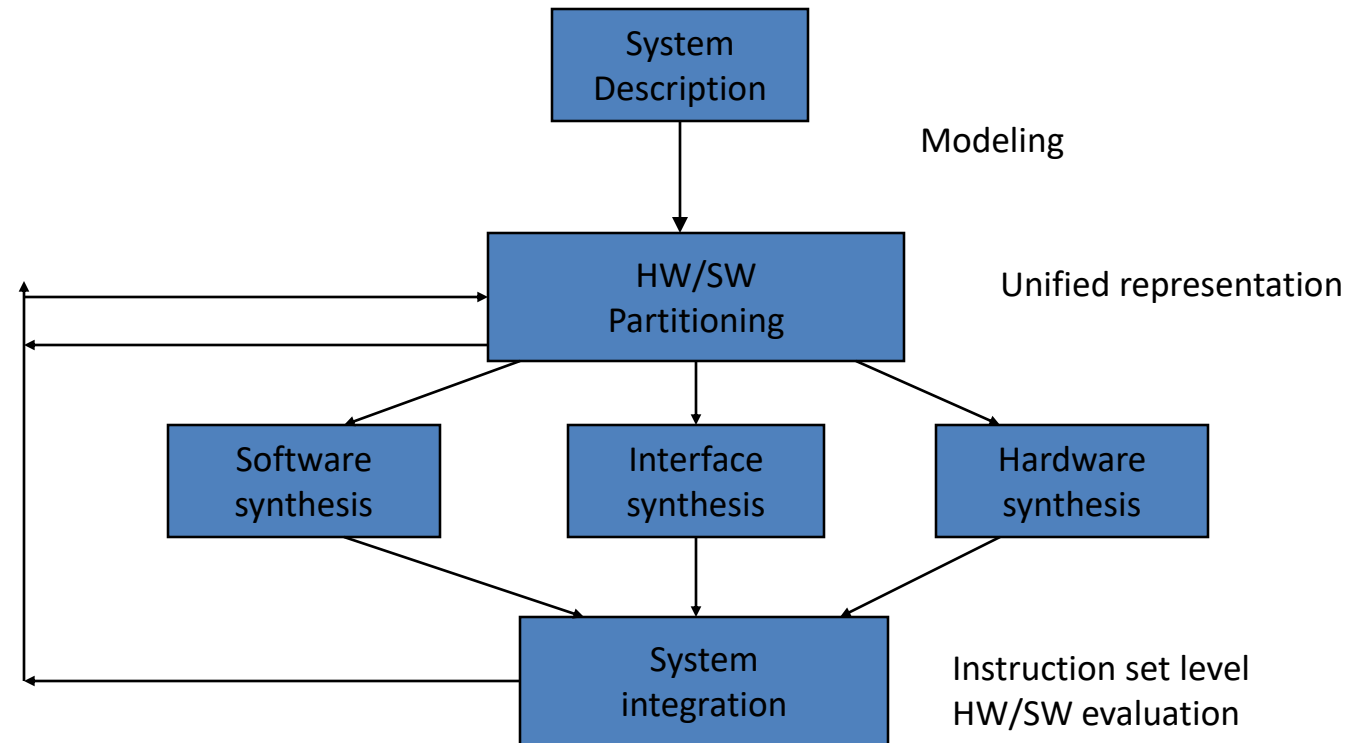 System
Description
Modeling
HW/SW
Partitioning
Unified representation
Software
synthesis
Interface
synthesis
Hardware
synthesis
System
integration
Instruction set level
HW/SW evaluation